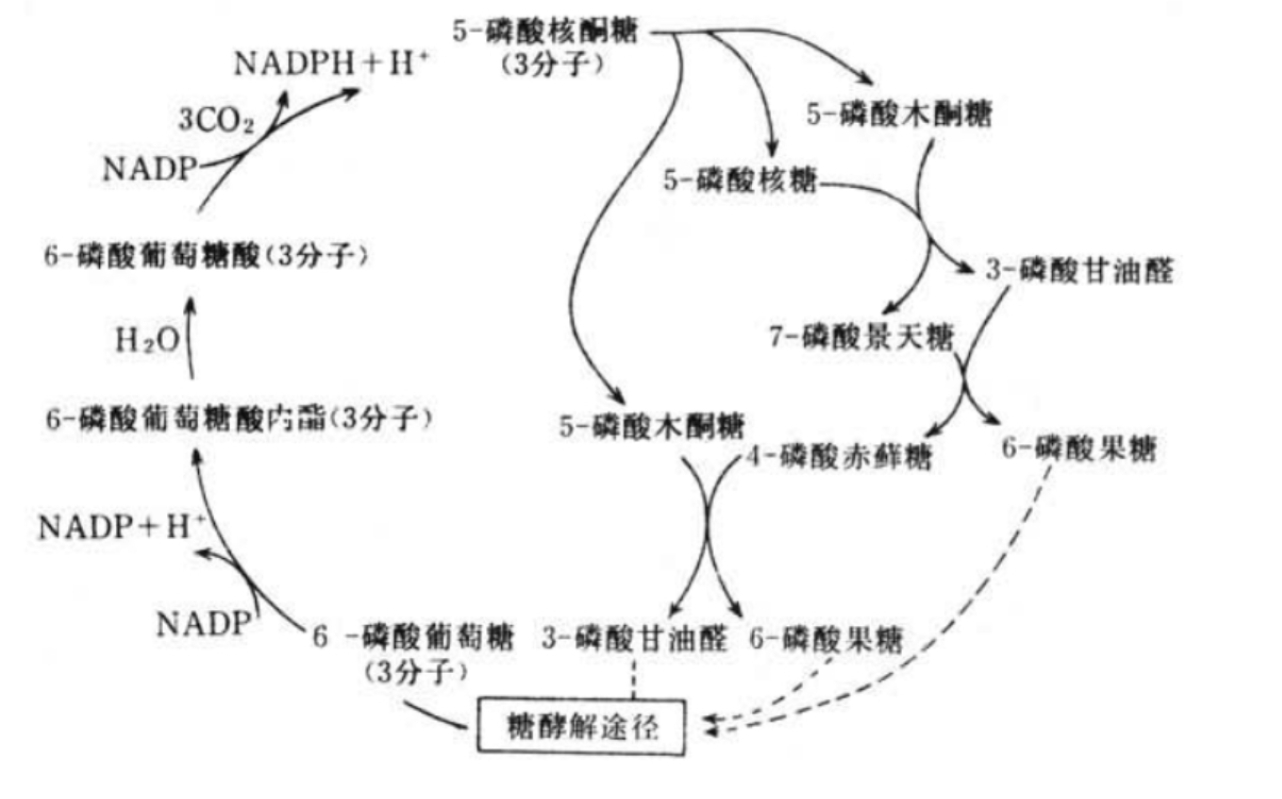 5-磷酸核酮糖
(3分子)
NADPH+H⁺
3CO₂
NADP
5-磷酸木酮糖
5-磷酸核糖
6-磷酸葡萄糖酸(3分子)
3-磷酸甘油醛
H₂O
7-磷酸景天糖
6-磷酸葡萄糖酸内酯(3分子)
5-磷酸木酮糖
4-磷酸赤藓糖
6-磷酸果糖
NADP+H⁺
NADP
6-磷酸葡萄糖
(3分子)
3-磷酸甘油醛
6-磷酸果糖
糖酵解途径